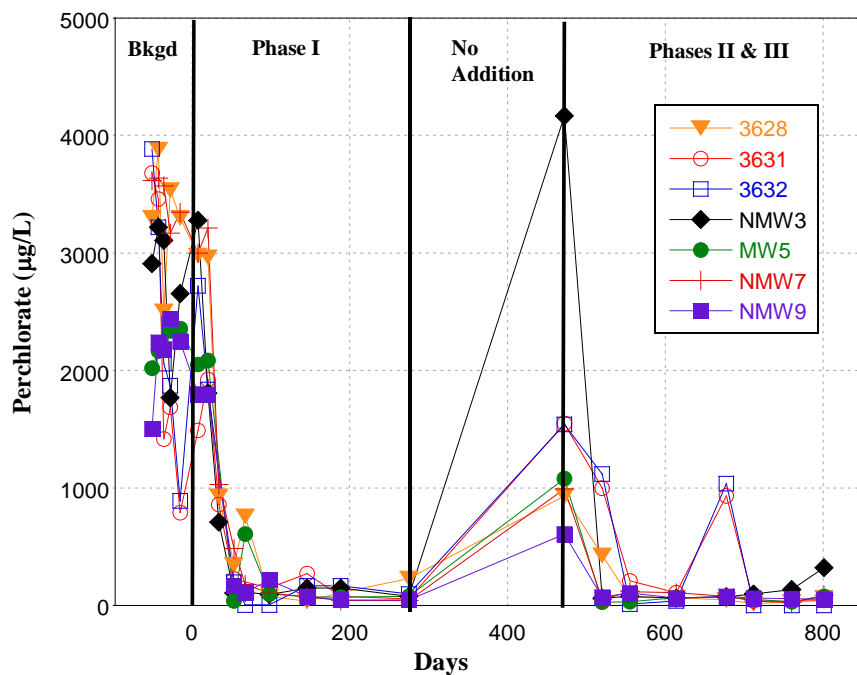 5000
Bkgd
Phase I
No
Addition
Phases II & III
4000
3628
3631
3632
NMW3
MW5
NMW7
NMW9
3000
2000
1000
0
Perchlorate (µg/L)
0
200
400
600
800
Days